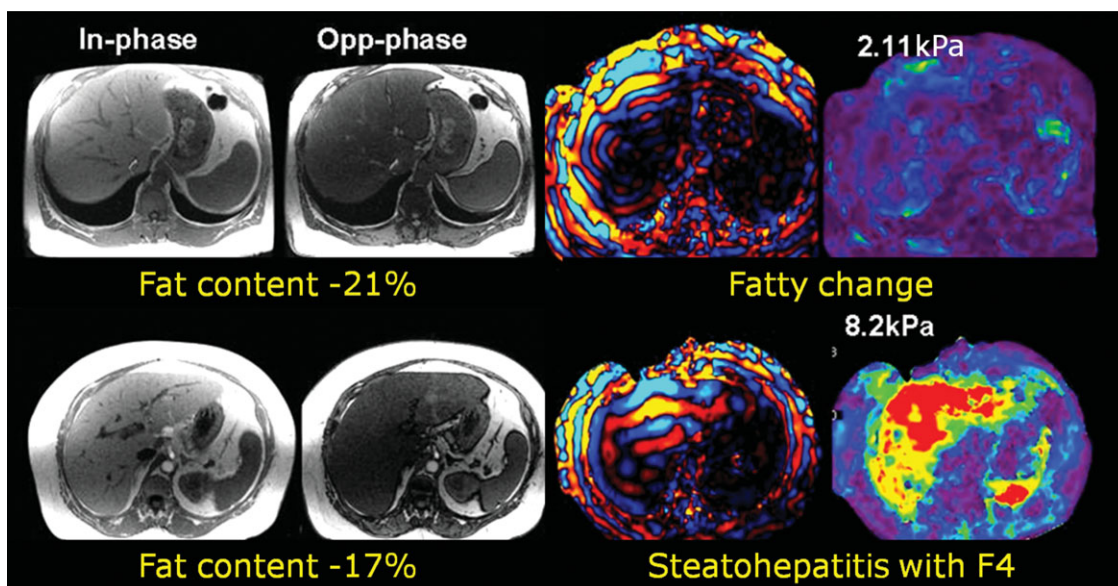 In-phase
Opp-phase
2.11kPa
Fat content -21%
Fatty change
8.2kPa
Fat content -17%
Steatohepatitis with F4